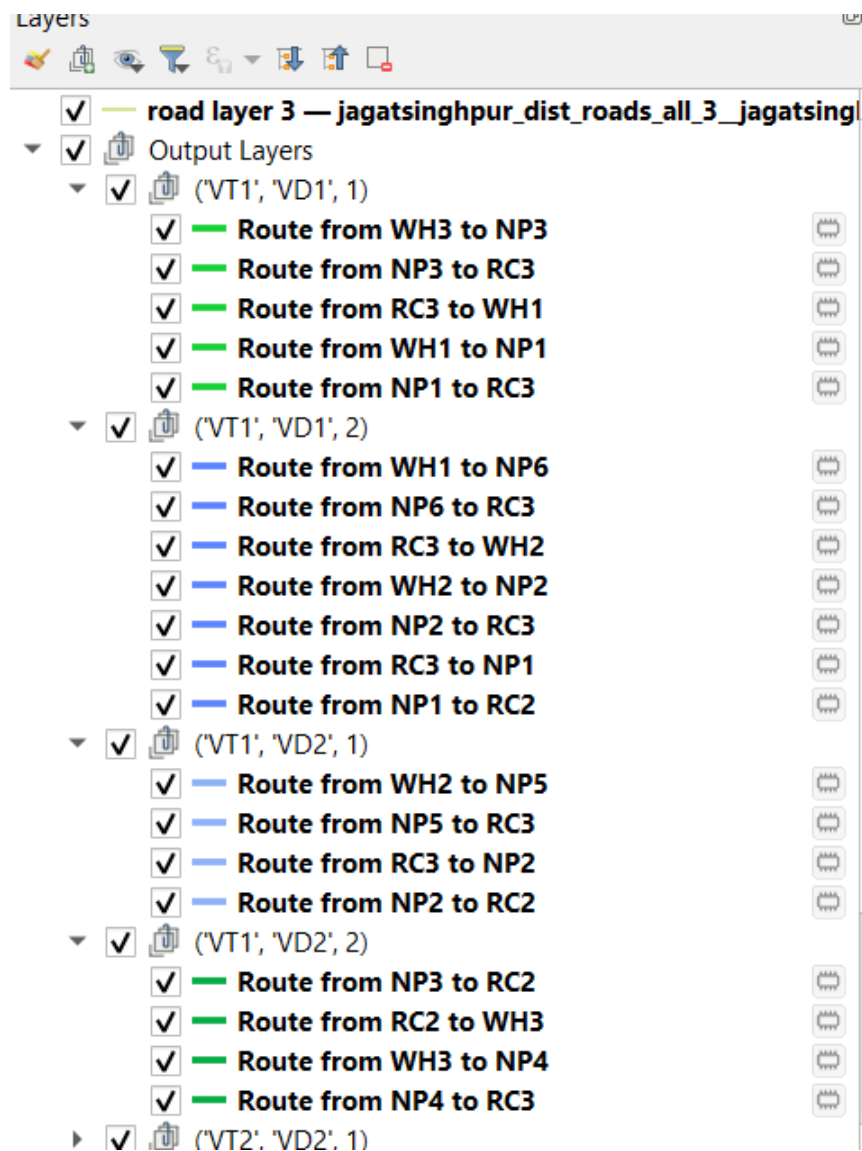 Layers
road layer 3 — jagatsinghpur_dist_roads_all_3__jagatsingl
Output Layers
('VT1', 'VD1', 1)
Route from WH3 to NP3
Route from NP3 to RC3
Route from RC3 to WH1
Route from WH1 to NP1
Route from NP1 to RC3
('VT1', 'VD1', 2)
Route from WH1 to NP6
Route from NP6 to RC3
Route from RC3 to WH2
Route from WH2 to NP2
Route from NP2 to RC3
Route from RC3 to NP1
Route from NP1 to RC2
('VT1', 'VD2', 1)
Route from WH2 to NP5
Route from NP5 to RC3
Route from RC3 to NP2
Route from NP2 to RC2
('VT1', 'VD2', 2)
Route from NP3 to RC2
Route from RC2 to WH3
Route from WH3 to NP4
Route from NP4 to RC3
('VT2', 'VD2', 1)